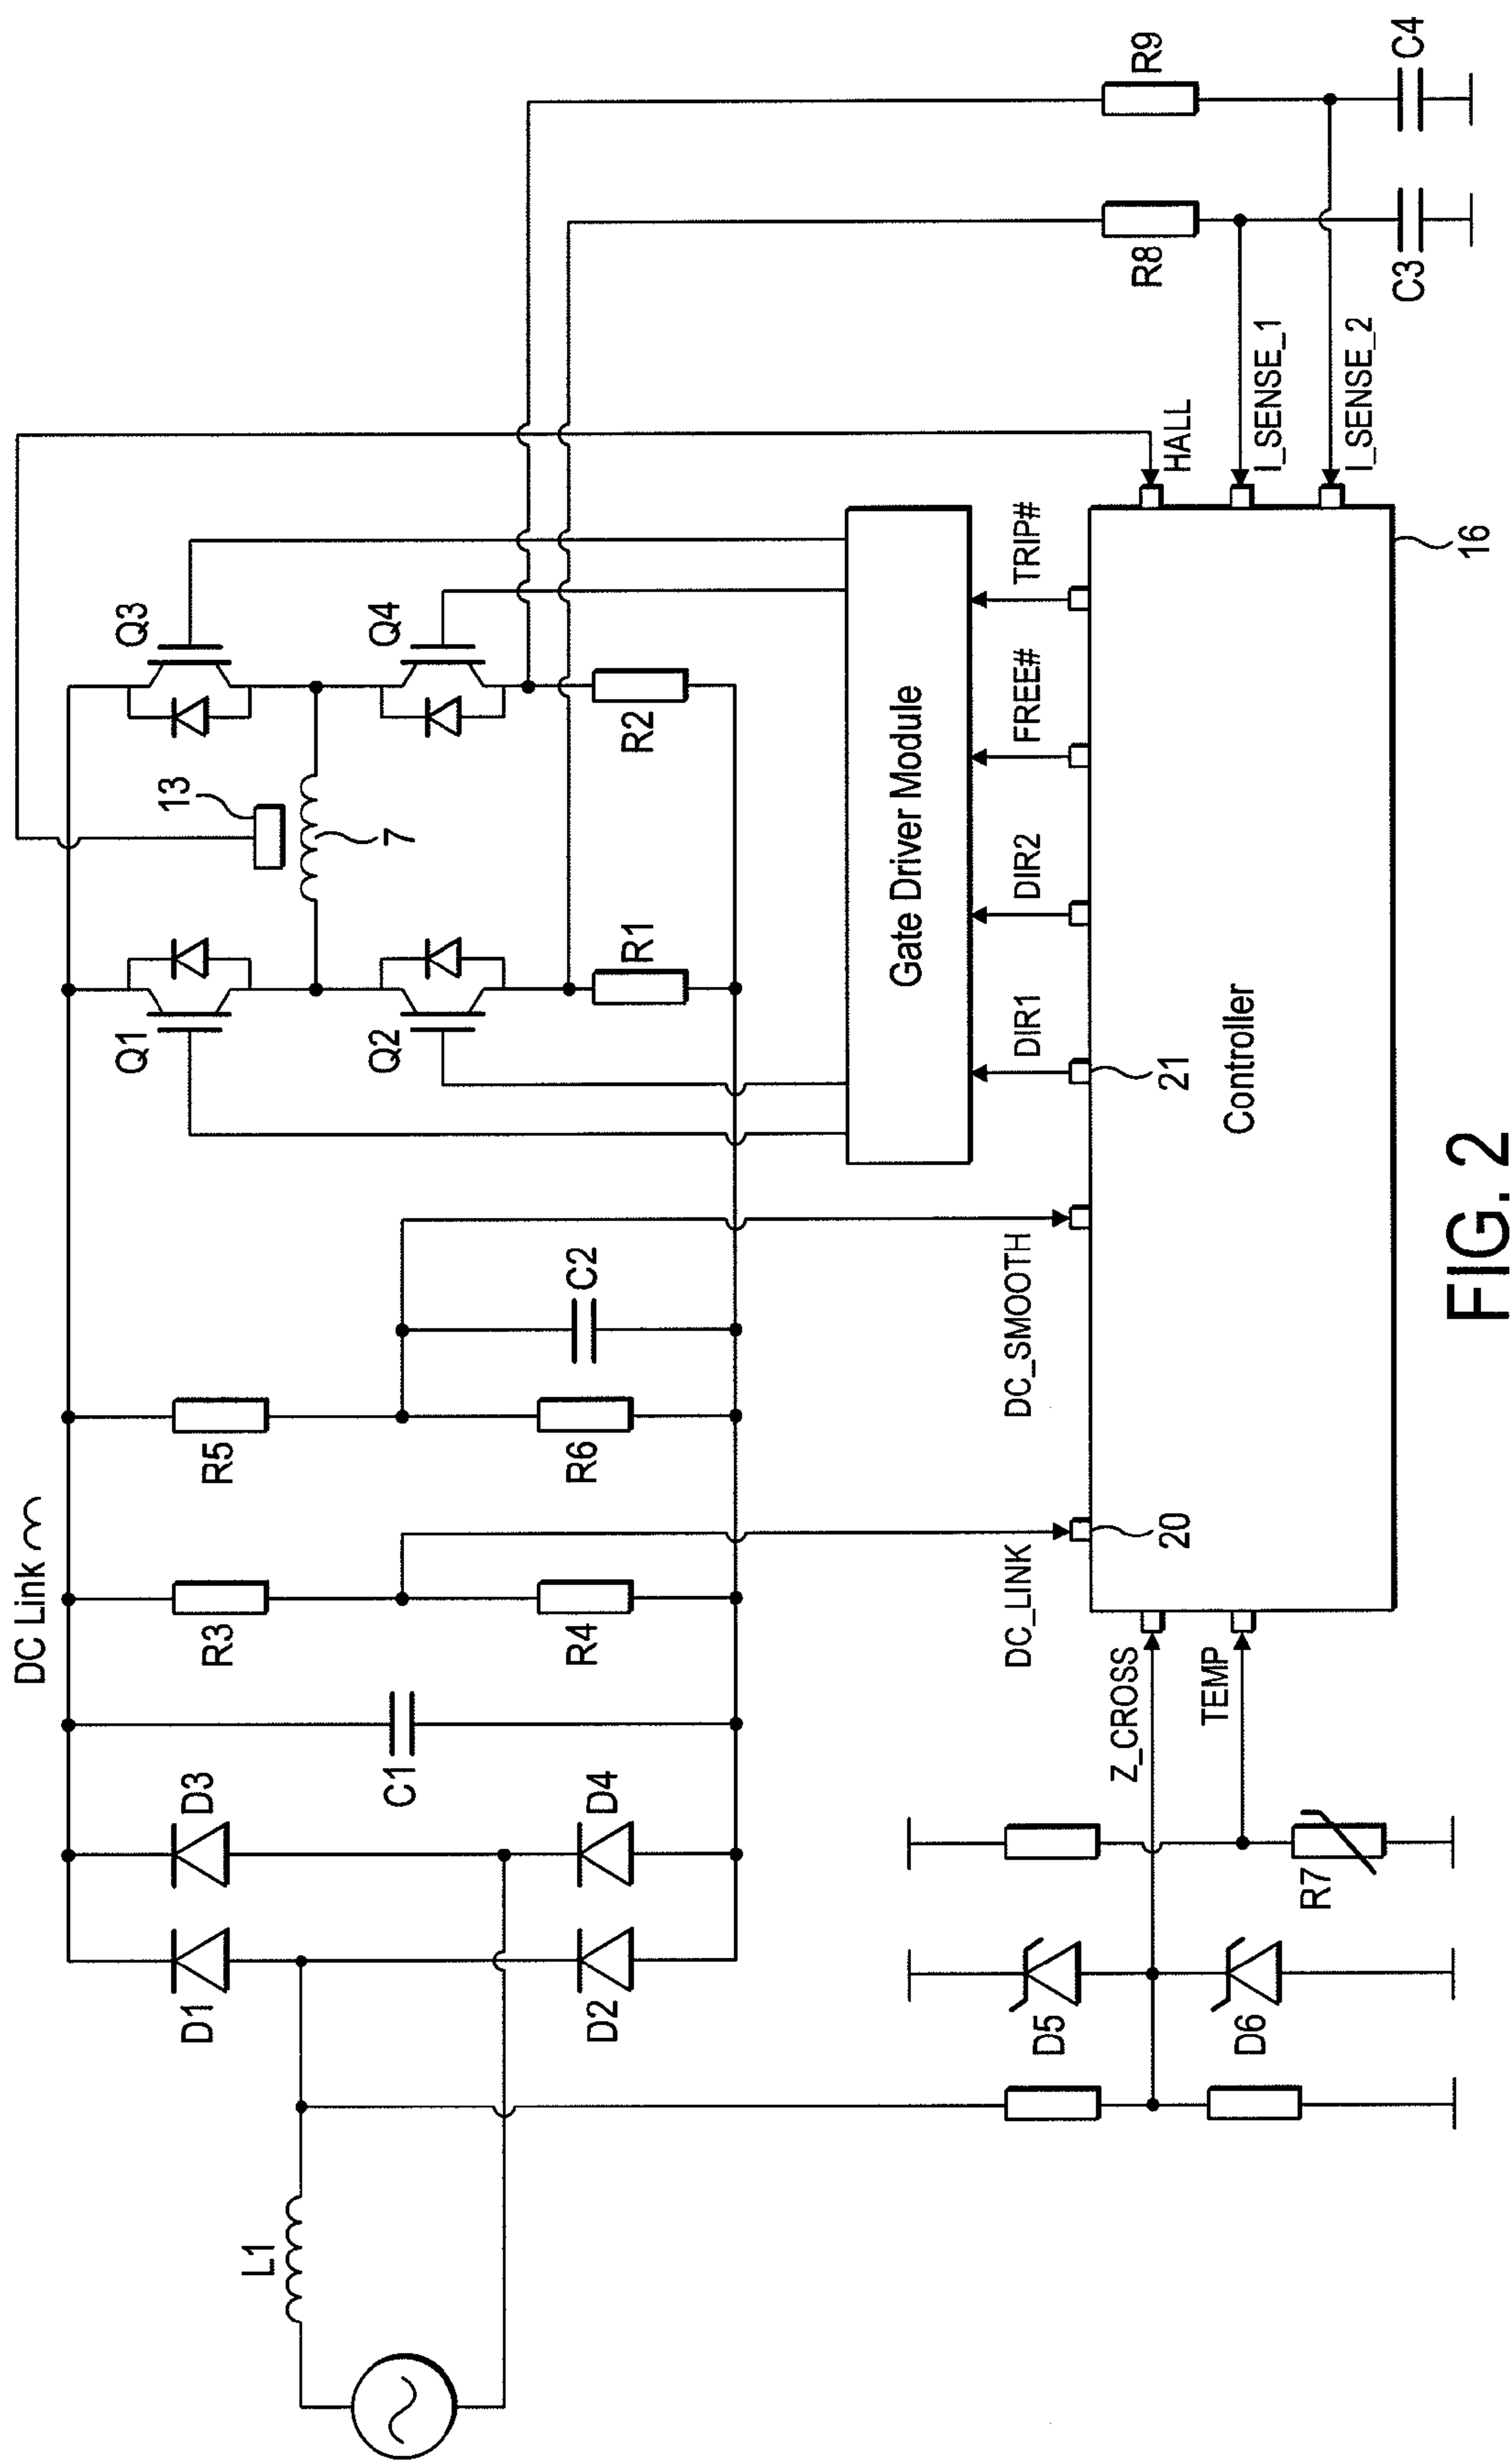 DC Link
L1
D1
D3
D2
D4
C1
R3
R4
R5
R6
C2
Q1
Q2
Q3
Q4
13
7
R1
R2
Gate Driver Module
DC_LINK
DC_SMOOTH
DIR1
DIR2
FREE#
TRIP#
20
21
Controller
16
Z_CROSS
TEMP
D5
D6
R7
HALL
I_SENSE_1
I_SENSE_2
R8
R9
C3
C4
FIG. 2